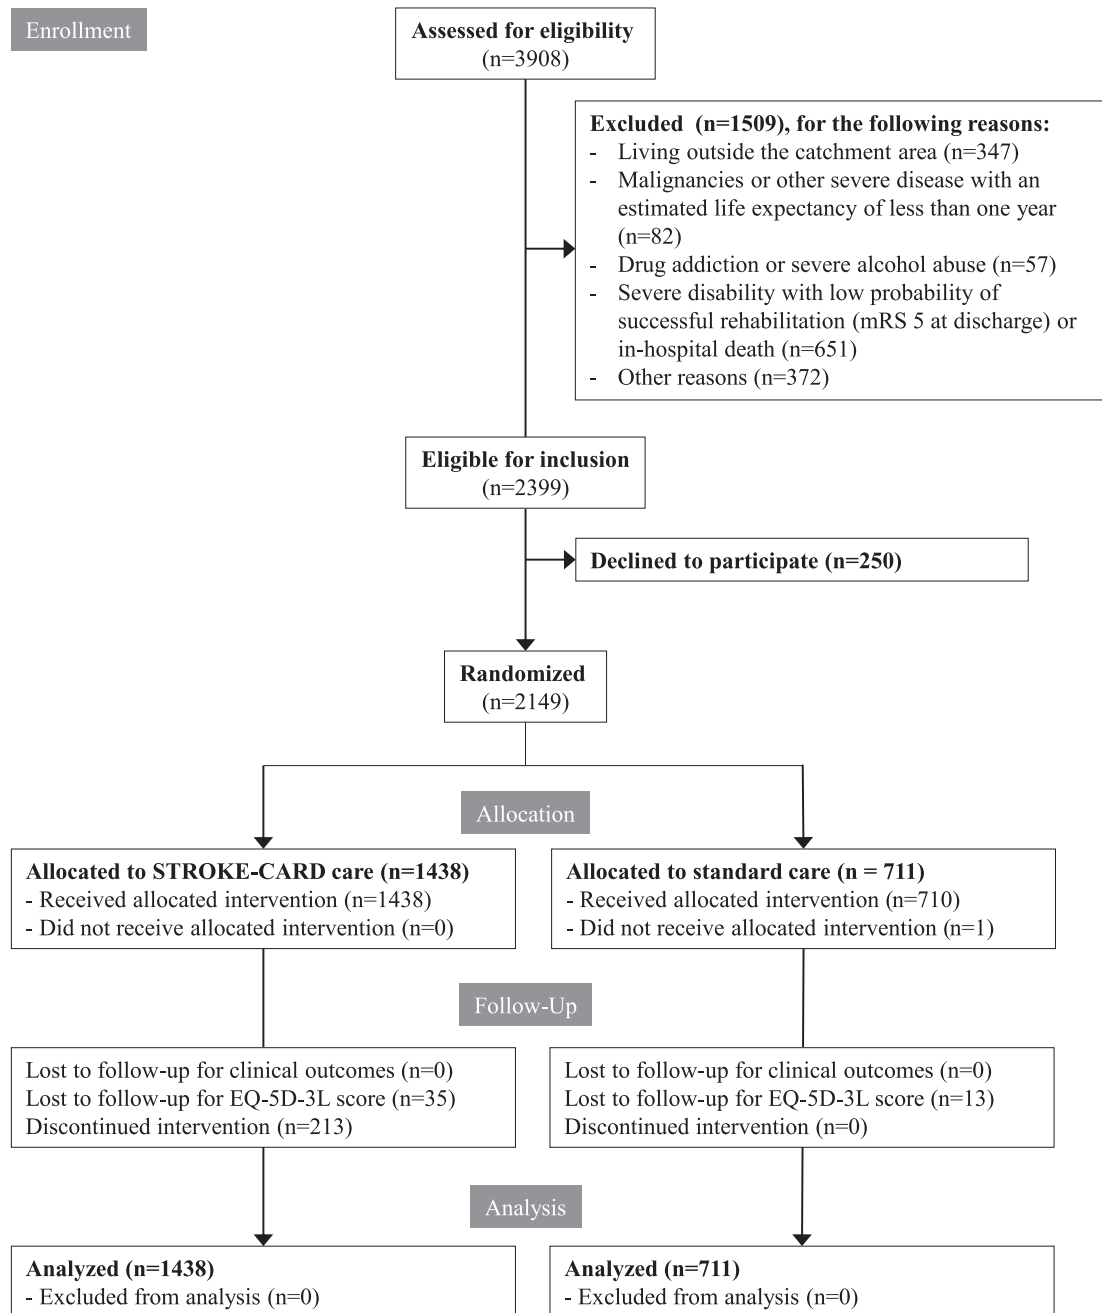 Enrollment
Assessed for eligibility
(n=3908)
Excluded (n=1509), for the following reasons:
- Living outside the catchment area (n=347)
- Malignancies or other severe disease with an
estimated life expectancy of less than one year
(n=82)
- Drug addiction or severe alcohol abuse (n=57)
- Severe disability with low probability of
successful rehabilitation (mRS 5 at discharge) or
in-hospital death (n=651)
- Other reasons (n=372)
Eligible for inclusion
(n=2399)
Declined to participate (n=250)
Randomized
(n=2149)
Allocation
Allocated to STROKE-CARD care (n=1438)
- Received allocated intervention (n=1438)
- Did not receive allocated intervention (n=0)
Allocated to standard care (n = 711)
- Received allocated intervention (n=710)
- Did not receive allocated intervention (n=1)
Follow-Up
Lost to follow-up for clinical outcomes (n=0)
Lost to follow-up for EQ-5D-3L score (n=35)
Discontinued intervention (n=213)
Lost to follow-up for clinical outcomes (n=0)
Lost to follow-up for EQ-5D-3L score (n=13)
Discontinued intervention (n=0)
Analysis
Analyzed (n=1438)
- Excluded from analysis (n=0)
Analyzed (n=711)
- Excluded from analysis (n=0)